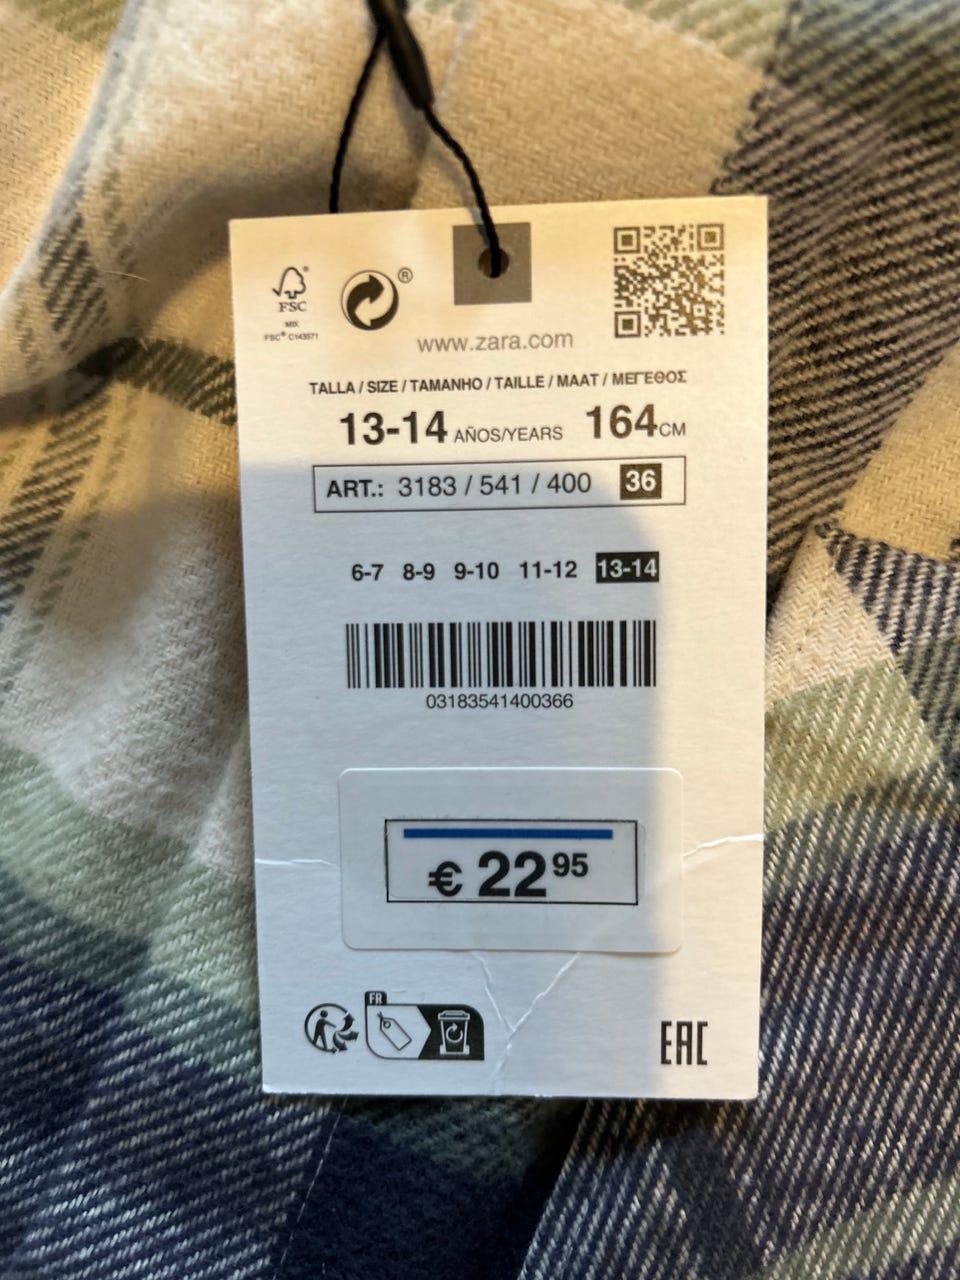 FSC®
MIX
FSC® C143571
®
www.zara.com
TALLA / SIZE / TAMANHO / TAILLE / MAAT / ΜΕΓΕΘΟΣ
13-14 AÑOS/YEARS 164CM
ART.: 3183 / 541 / 400 36
6-7 8-9 9-10 11-12 13-14
03183541400366
€ 22 95
FR
EAC